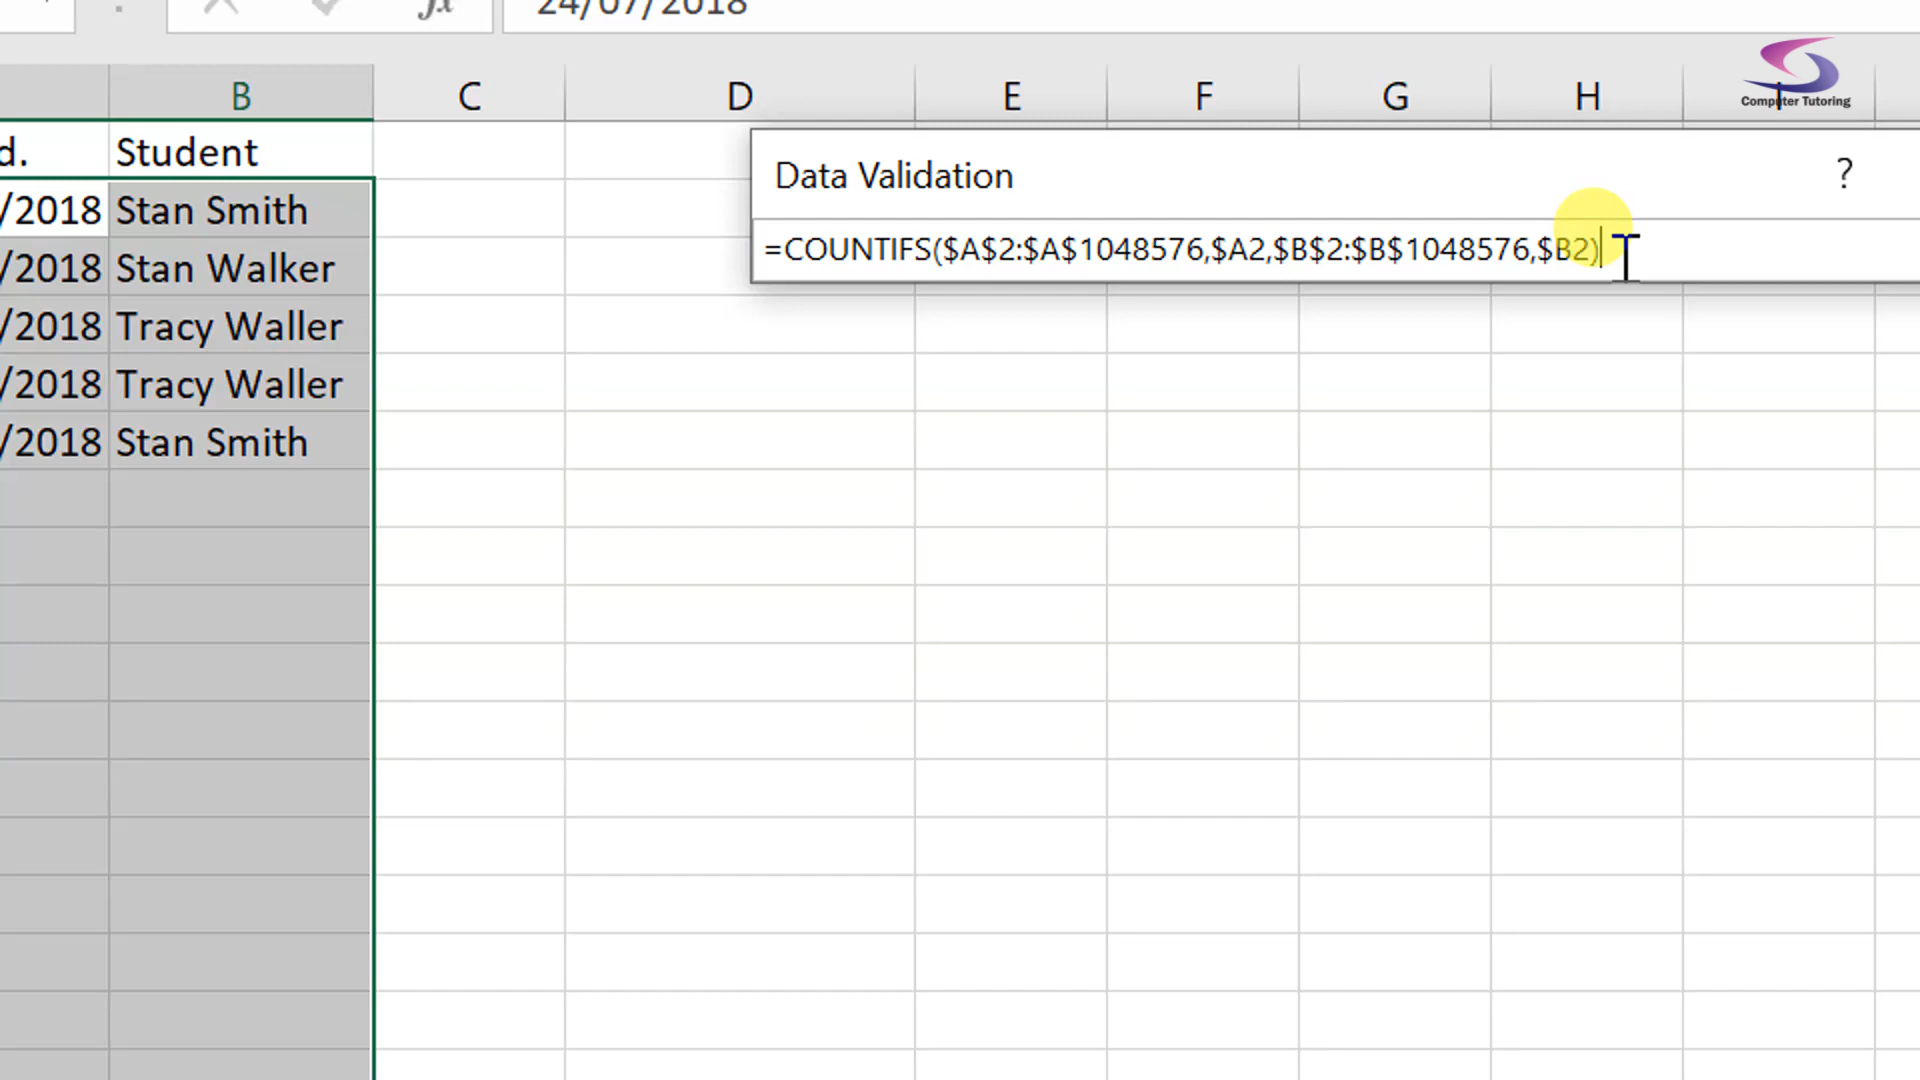 fx 24/07/2018
B C D E F G H I
Computer Tutoring
d. Student
Data Validation ?
/2018 Stan Smith
=COUNTIFS($A$2:$A$1048576,$A2,$B$2:$B$1048576,$B2)
/2018 Stan Walker
/2018 Tracy Waller
/2018 Tracy Waller
/2018 Stan Smith